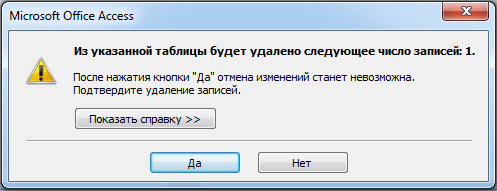 Microsoft Office Access
Из указанной таблицы будет удалено следующее число записей: 1.
После нажатия кнопки "Да" отмена изменений станет невозможна.
Подтвердите удаление записей.
Показать справку >>
Да
Нет